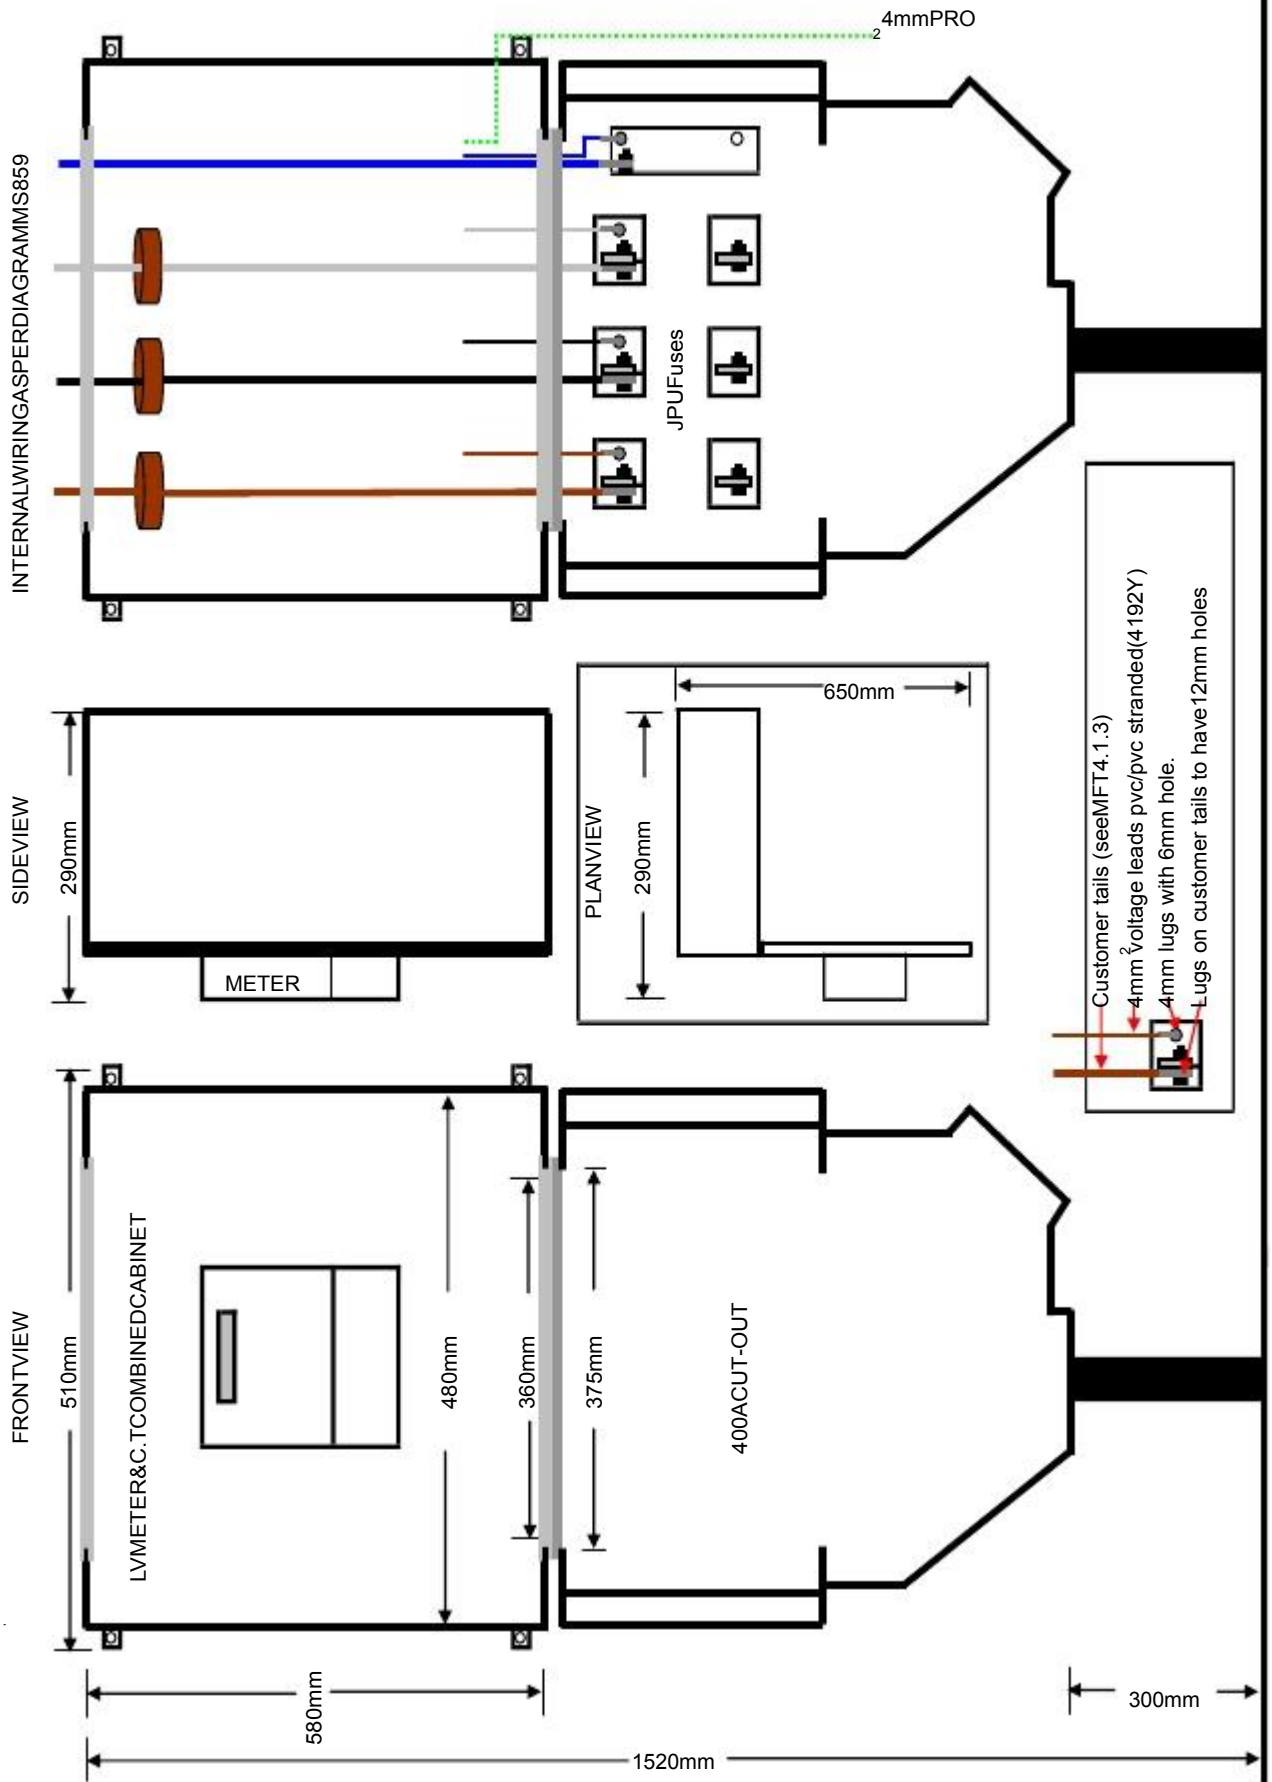 FRONTVIEW
510mm
LVMETER&C.TCOMBINEDCABINET
480mm
360mm
375mm
400ACUT-OUT
580mm
1520mm
300mm
SIDEVIEW
290mm
METER
PLANVIEW
290mm
650mm
Customer tails (seeMFT4.1.3)
4mm2 voltage leads pvc/pvc stranded(4192Y)
4mm lugs with 6mm hole.
Lugs on customer tails to have12mm holes
INTERNALWIRINGASPERDIAGRAMMS859
JPUFuses
4mmPRO
2